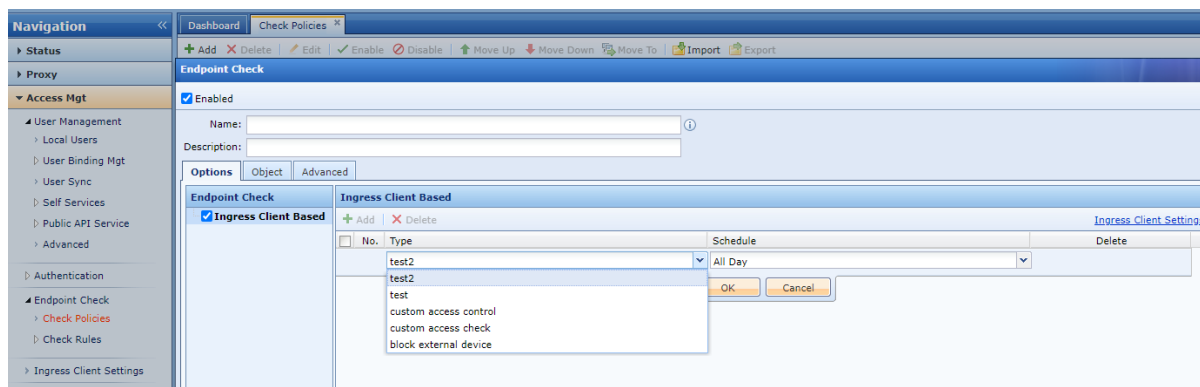 Navigation «
Status
Proxy
Access Mgt
User Management
Local Users
User Binding Mgt
User Sync
Self Services
Public API Service
Advanced
Authentication
Endpoint Check
Check Policies
Check Rules
Ingress Client Settings
Dashboard Check Policies ×
Add Delete Edit Enable Disable Move Up Move Down Move To Import Export
Endpoint Check
Enabled
Name:
Description:
Options Object Advanced
Endpoint Check
Ingress Client Based
Ingress Client Based
Add Delete Ingress Client Setting
No. Type Schedule Delete
test2 All Day
test2
test
custom access control
custom access check
block external device
OK Cancel